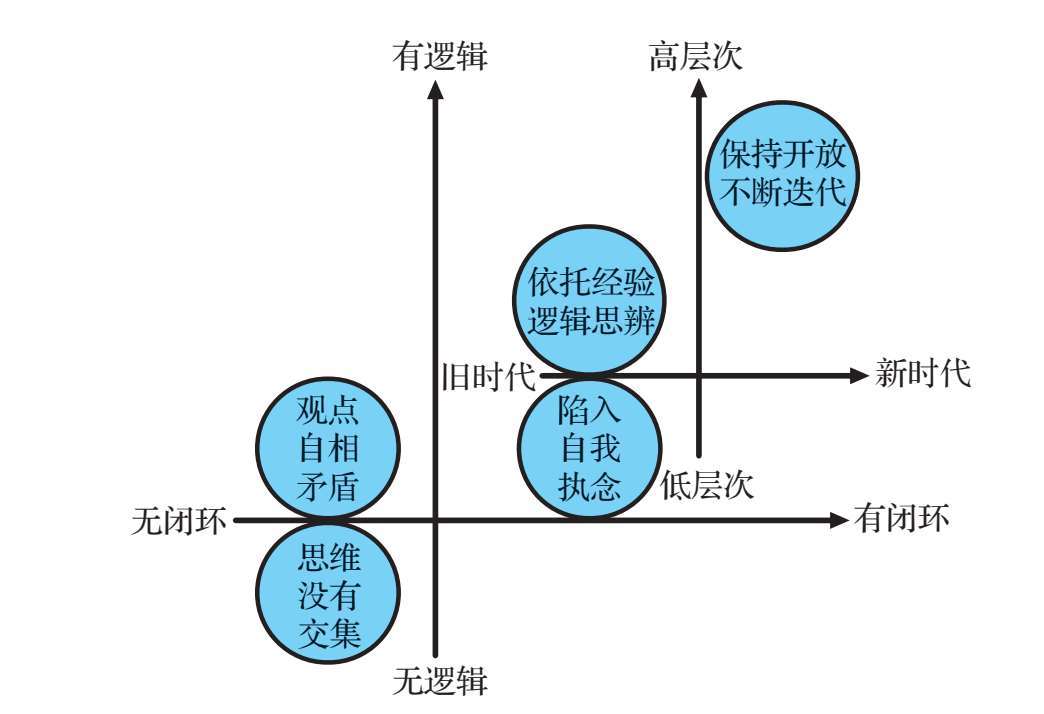 有逻辑
高层次
保持开放
不断迭代
依托经验
逻辑思辨
旧时代
新时代
观点
自相
矛盾
陷入
自我
执念
低层次
无闭环
有闭环
思维
没有
交集
无逻辑